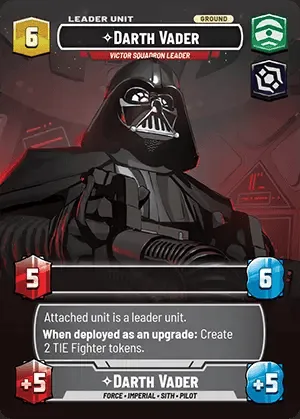 LEADER UNIT
GROUND
6
✧DARTH VADER
VICTOR SQUADRON LEADER
5
6
Attached unit is a leader unit.
When deployed as an upgrade: Create
2 TIE Fighter tokens.
+5
✧DARTH VADER
+5
FORCE • IMPERIAL • SITH • PILOT